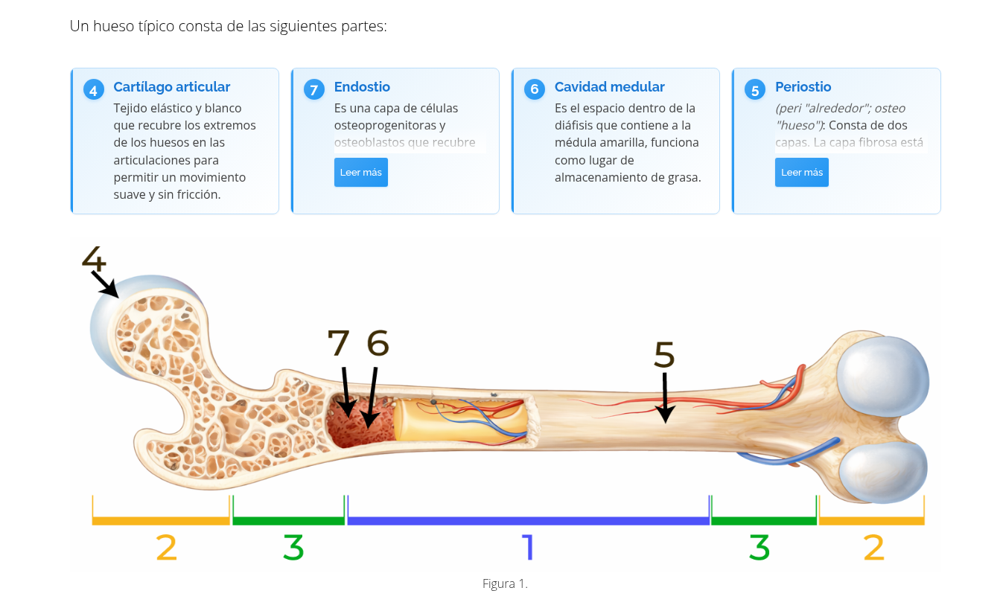 Un hueso típico consta de las siguientes partes:
4 Cartílago articular
Tejido elástico y blanco
que recubre los extremos
de los huesos en las
articulaciones para
permitir un movimiento
suave y sin fricción.
7 Endostio
Es una capa de células
osteoprogenitoras y
osteoblastos que recubre
Leer más
6 Cavidad medular
Es el espacio dentro de la
diáfisis que contiene a la
médula amarilla, funciona
como lugar de
almacenamiento de grasa.
5 Periostio
(peri "alrededor"; osteo
"hueso"): Consta de dos
capas. La capa fibrosa está
Leer más
4
7 6
5
2 3 1 3 2
Figura 1.